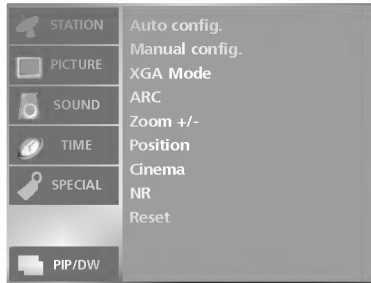 STATION
PICTURE
SOUND
TIME
SPECIAL
PIP/DW
Auto config.
Manual config.
XGA Mode
ARC
Zoom +/-
Position
Cinema
NR
Reset